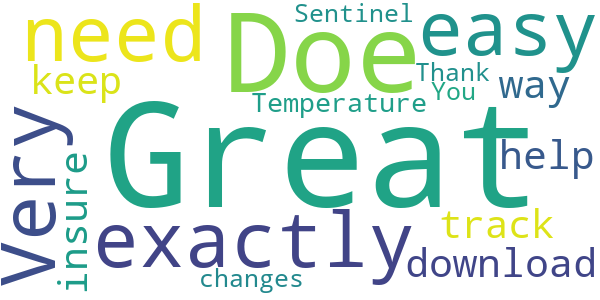 Sentinel
need
Doe
easy
keep
Thank
You
way
Temperature
Great
Very
insure
help
exactly
track
download
changes